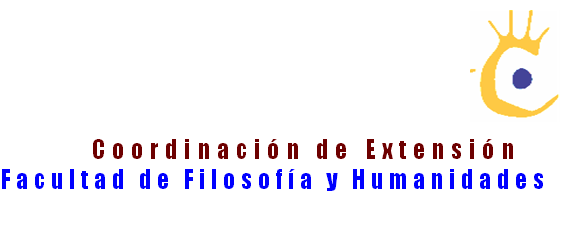 Coordinación de Extensión
Facultad de Filosofía y Humanidades